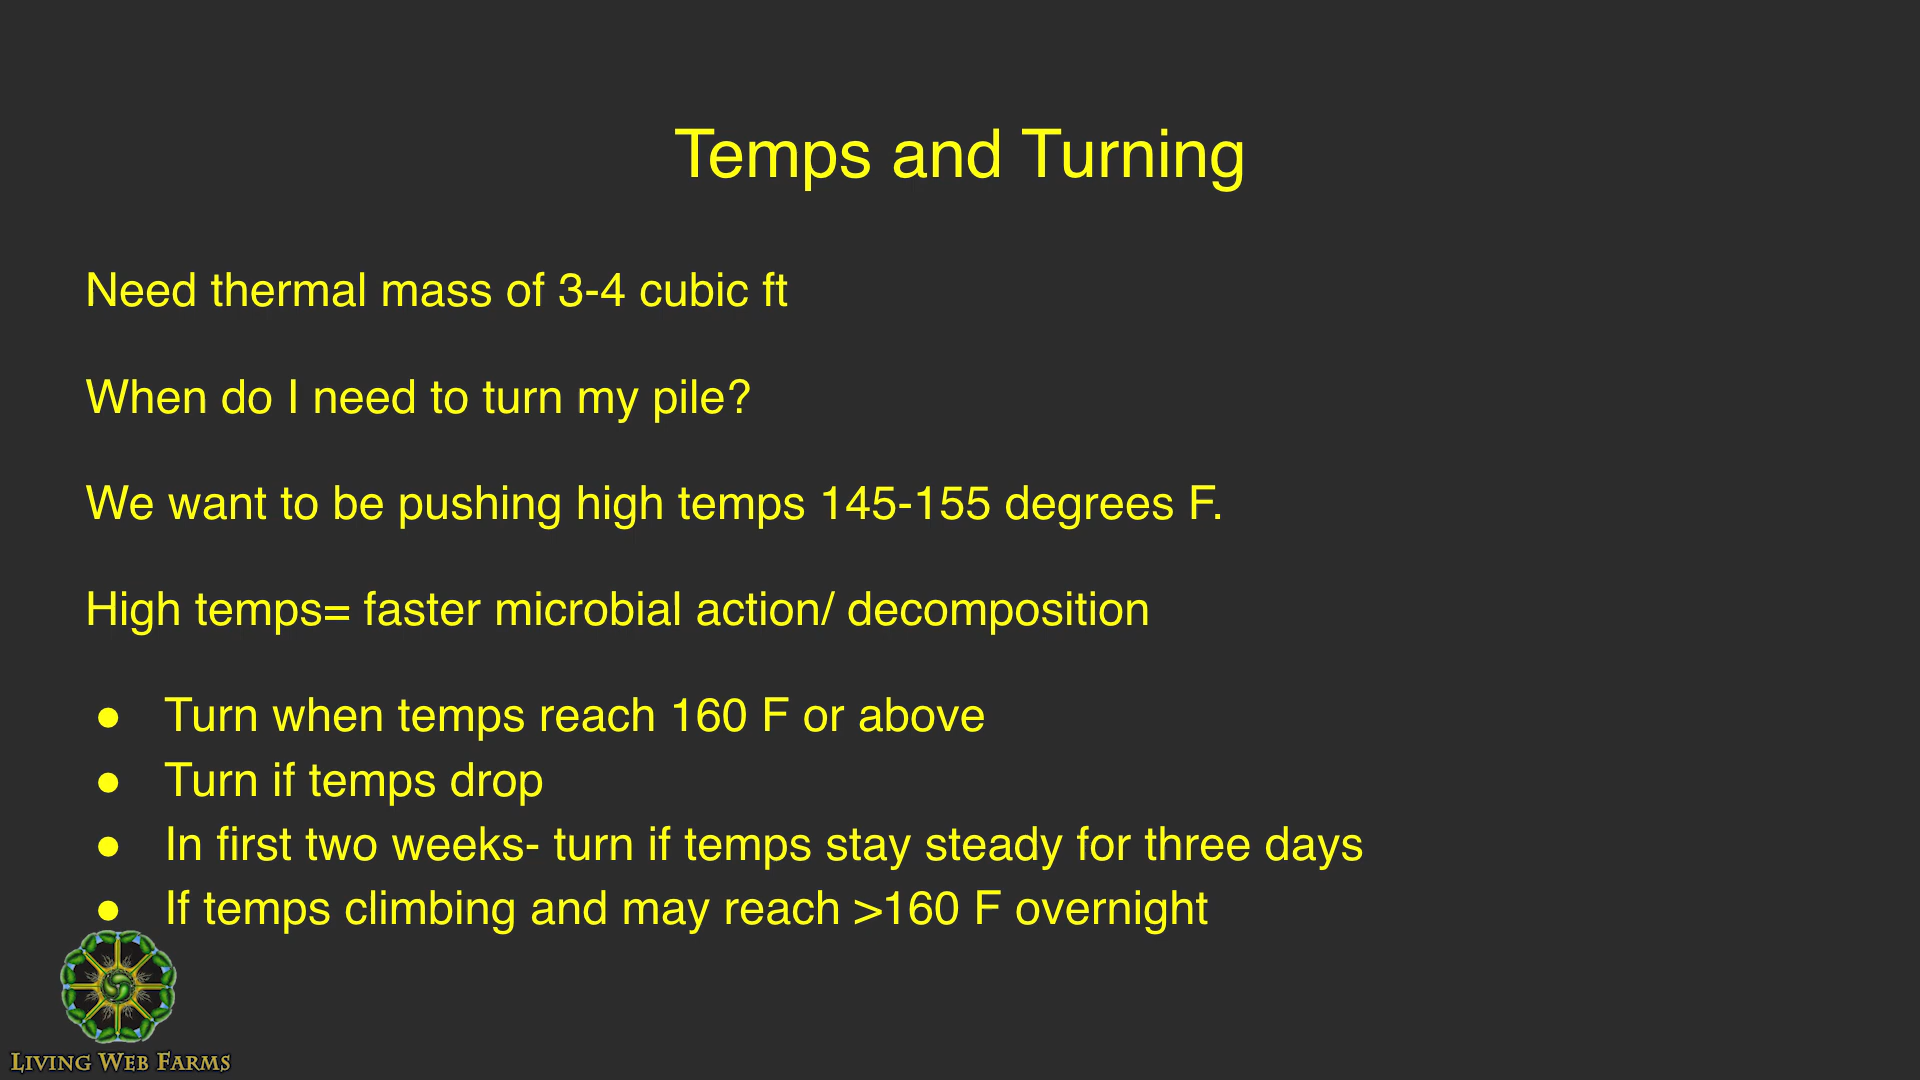 Temps and Turning
Need thermal mass of 3-4 cubic ft
When do I need to turn my pile?
We want to be pushing high temps 145-155 degrees F.
High temps= faster microbial action/ decomposition
● Turn when temps reach 160 F or above
● Turn if temps drop
● In first two weeks- turn if temps stay steady for three days
● If temps climbing and may reach >160 F overnight
LIVING WEB FARMS